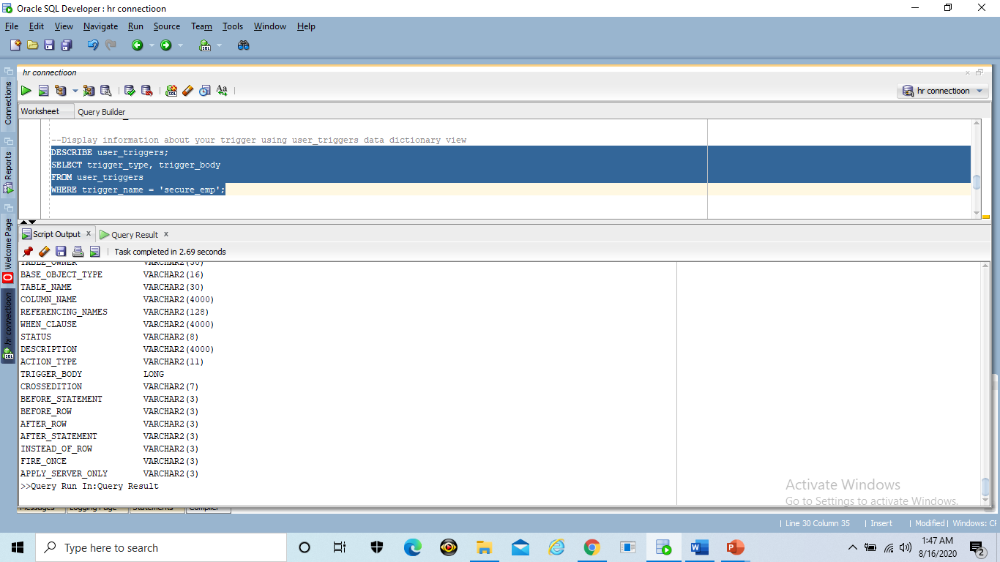 Oracle SQL Developer : hr connectioon
File Edit View Navigate Run Source Team Tools Window Help
SQL
Connections
Reports
Welcome Page
hr connectioon
hr connectioon
hr connectioon
Worksheet Query Builder
--Display information about your trigger using user_triggers data dictionary view
DESCRIBE user_triggers;
SELECT trigger_type, trigger_body
FROM user_triggers
WHERE trigger_name = 'secure_emp';
Script Output x Query Result x
Task completed in 2.69 seconds
TABLE_OWNER VARCHAR2(30)
BASE_OBJECT_TYPE VARCHAR2(16)
TABLE_NAME VARCHAR2(30)
COLUMN_NAME VARCHAR2(4000)
REFERENCING_NAMES VARCHAR2(128)
WHEN_CLAUSE VARCHAR2(4000)
STATUS VARCHAR2(8)
DESCRIPTION VARCHAR2(4000)
ACTION_TYPE VARCHAR2(11)
TRIGGER_BODY LONG
CROSSEDITION VARCHAR2(7)
BEFORE_STATEMENT VARCHAR2(3)
BEFORE_ROW VARCHAR2(3)
AFTER_ROW VARCHAR2(3)
AFTER_STATEMENT VARCHAR2(3)
INSTEAD_OF_ROW VARCHAR2(3)
FIRE_ONCE VARCHAR2(3)
APPLY_SERVER_ONLY VARCHAR2(3)
>>Query Run In:Query Result
Activate Windows
Go to Settings to activate Windows.
Messages Logging Page Statements Compiler
Line 30 Column 35 | Insert | Modified | Windows: CF
Type here to search
1:47 AM
8/16/2020
2